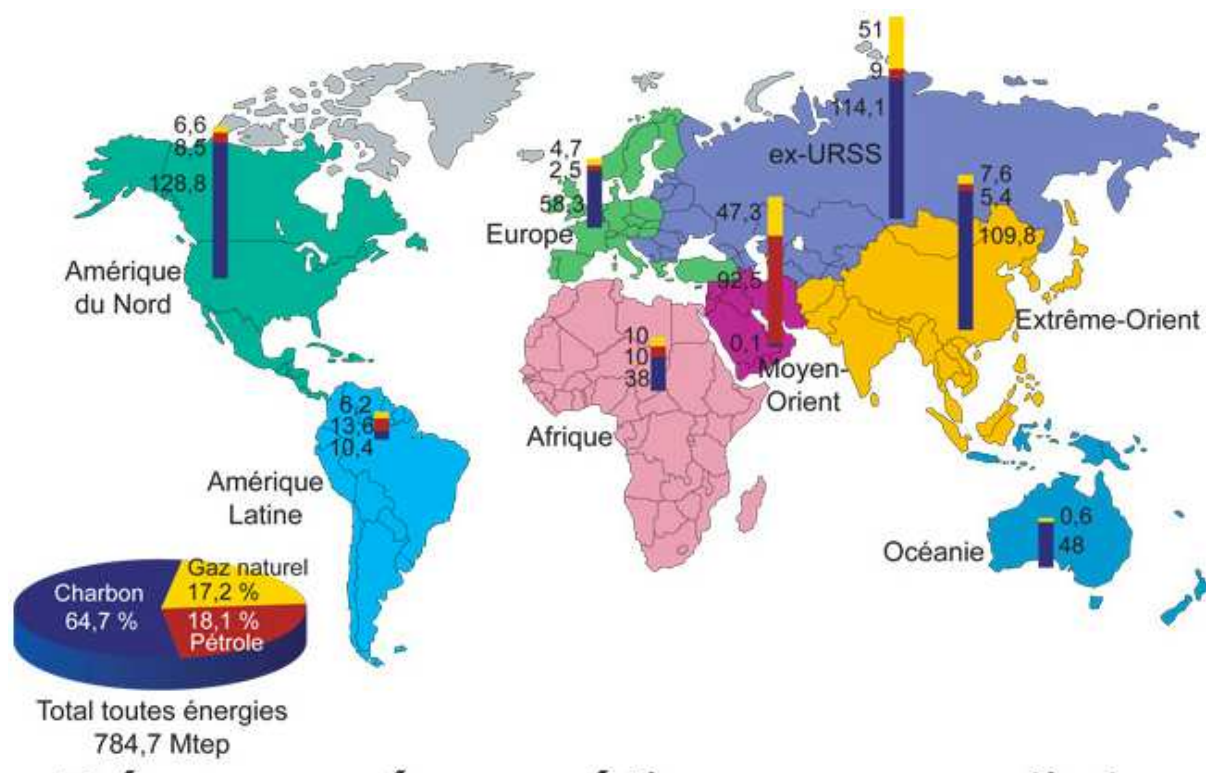 51
9
114,1
ex-URSS
6,6
8,5
128,8
Amérique
du Nord
4,7
2,5
58,3
Europe
47,3
92,5
0,1
Moyen-
Orient
7,6
5,4
109,8
Extrême-Orient
10
10
38
Afrique
6,2
13,6
10,4
Amérique
Latine
0,6
48
Océanie
Gaz naturel
17,2 %
Charbon
64,7 %
18,1 %
Pétrole
Total toutes énergies
784,7 Mtep